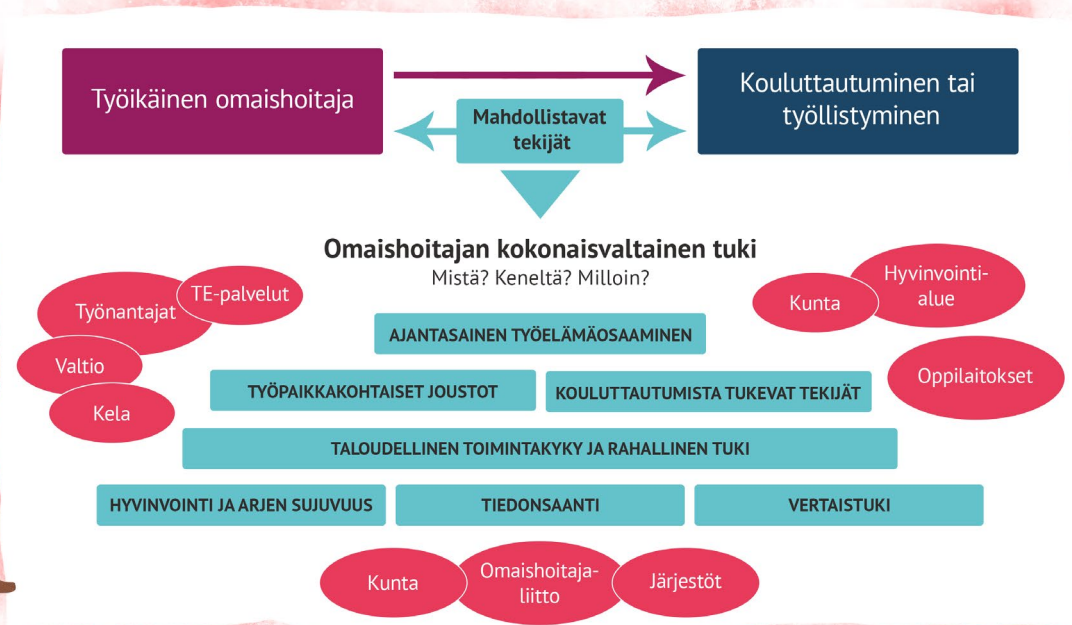 Työikäinen omaishoitaja
Mahdollistavat
tekijät
Kouluttautuminen tai
työllistyminen
Omaishoitajan kokonaisvaltainen tuki
Mistä? Keneltä? Milloin?
Työnantajat
TE-palvelut
Valtio
Kela
Kunta
Hyvinvointi-
alue
Oppilaitokset
AJANTASAINEN TYÖELÄMÄOSAAMINEN
TYÖPAIKKAKOHTAISET JOUSTOT
KOULUTTAUTUMISTA TUKEVAT TEKIJÄT
TALOUDELLINEN TOIMINTAKYKY JA RAHALLINEN TUKI
HYVINVOINTI JA ARJEN SUJUVUUS
TIEDONSAANTI
VERTAISTUKI
Kunta
Omaishoitaja-
liitto
Järjestöt